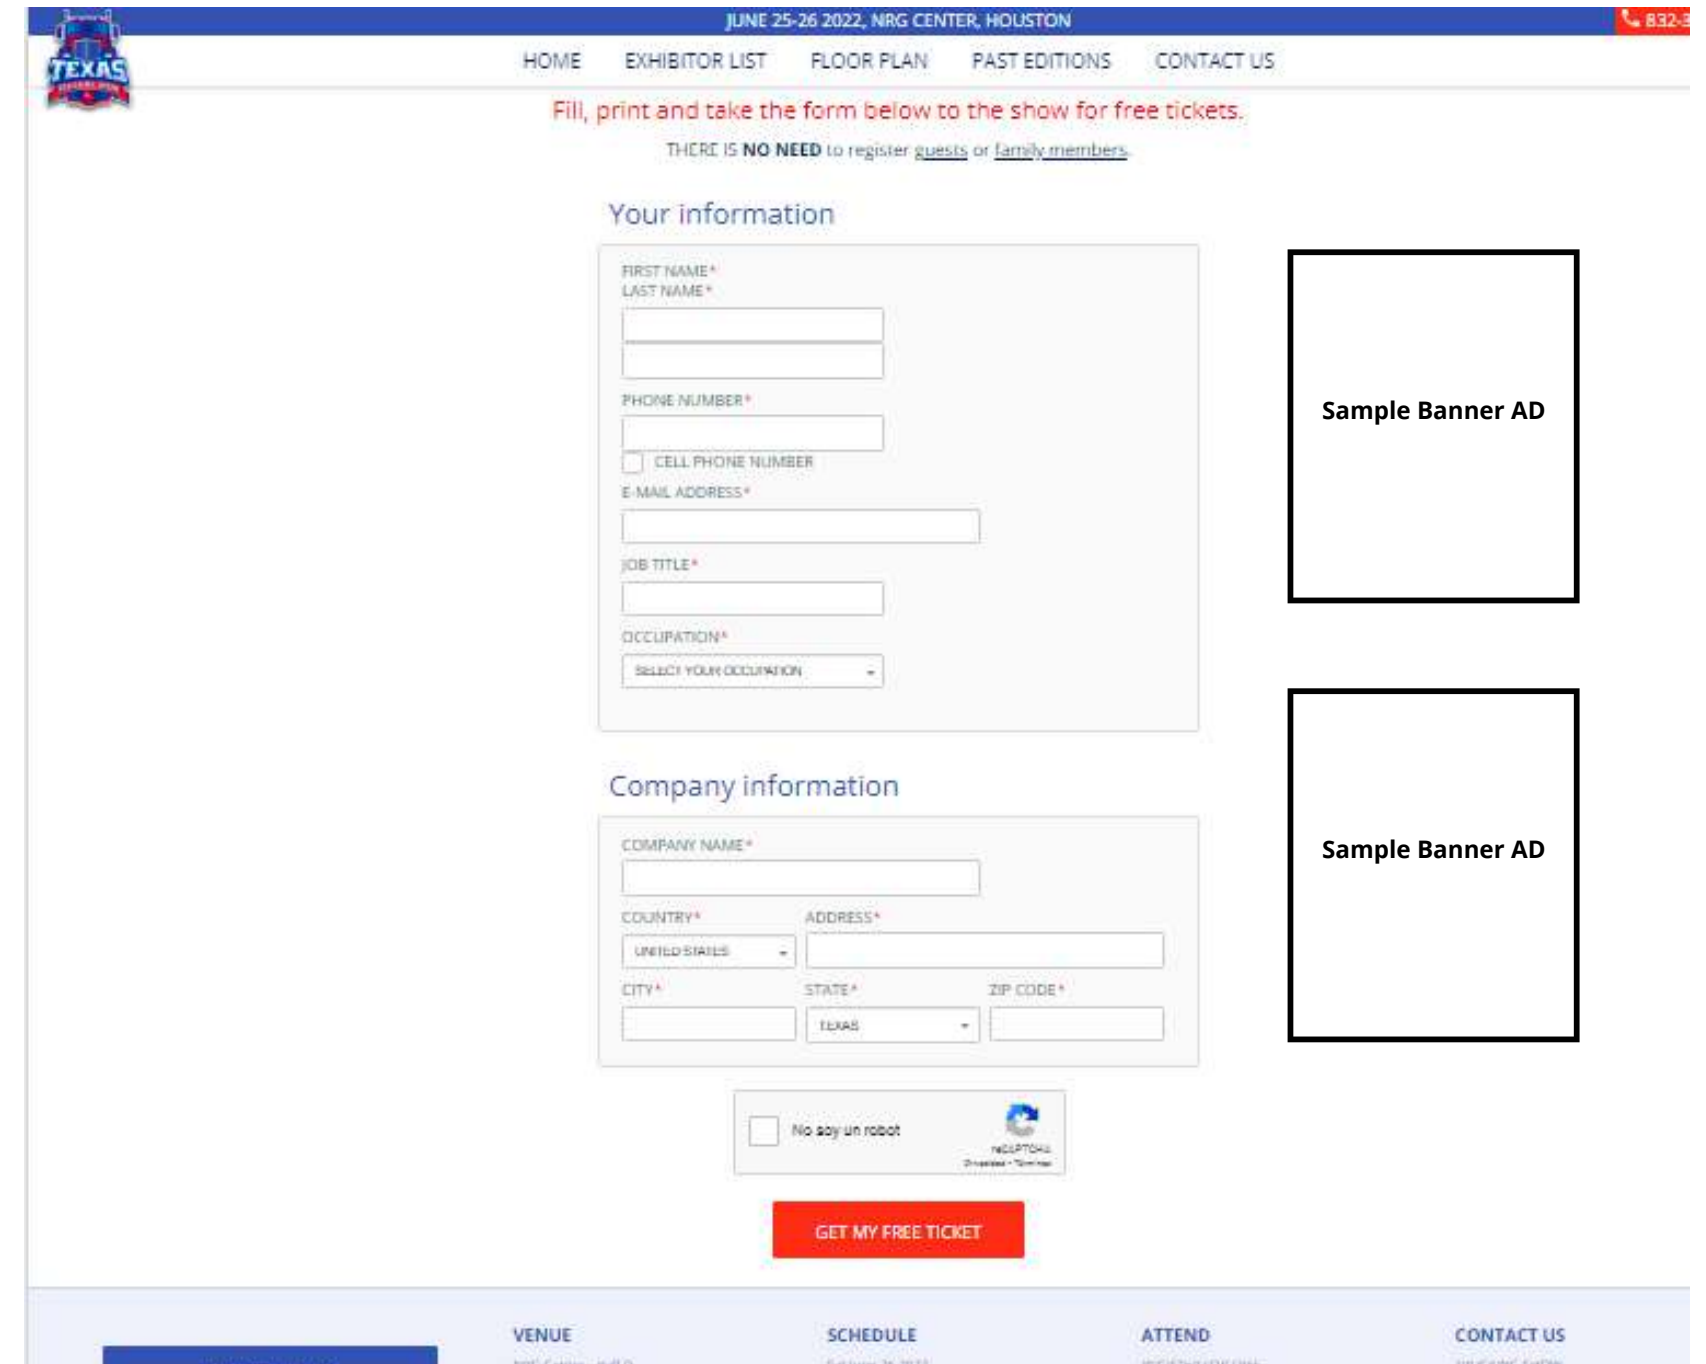 JUNE 25-26 2022, NRG CENTER, HOUSTON
832-3
TEXAS
HOME EXHIBITOR LIST FLOOR PLAN PAST EDITIONS CONTACT US
Fill, print and take the form below to the show for free tickets.
THERE IS NO NEED to register guests or family members.
Your information
FIRST NAME*
LAST NAME*
PHONE NUMBER*
CELL PHONE NUMBER
E-MAIL ADDRESS*
JOB TITLE*
OCCUPATION*
SELECT YOUR OCCUPATION
Sample Banner AD
Company information
COMPANY NAME*
COUNTRY* ADDRESS*
UNITED STATES
CITY* STATE* ZIP CODE*
TEXAS
Sample Banner AD
No soy un robot
reCAPTCHA
Privacidad - Términos
GET MY FREE TICKET
VENUE SCHEDULE ATTEND CONTACT US